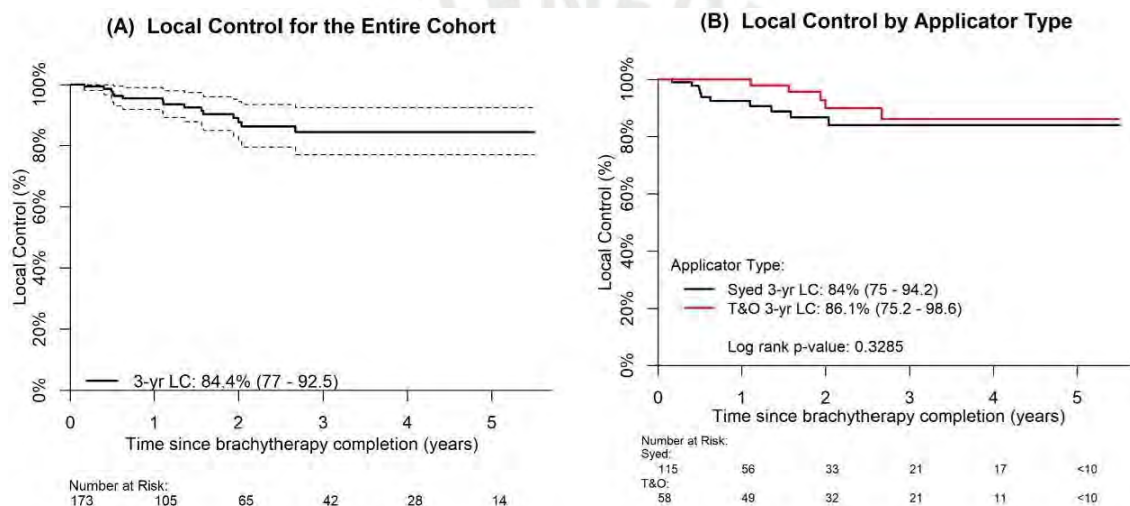 (A) Local Control for the Entire Cohort
Local Control (%)
100%
80%
60%
40%
20%
0%
3-yr LC: 84.4% (77 - 92.5)
0 1 2 3 4 5
Time since brachytherapy completion (years)
Number at Risk:
173 105 65 42 28 14
(B) Local Control by Applicator Type
Local Control (%)
100%
80%
60%
40%
20%
0%
Applicator Type:
Syed 3-yr LC: 84% (75 - 94.2)
T&O 3-yr LC: 86.1% (75.2 - 98.6)
Log rank p-value: 0.3285
0 1 2 3 4 5
Time since brachytherapy completion (years)
Number at Risk:
Syed:
115 56 33 21 17 <10
T&O:
58 49 32 21 11 <10